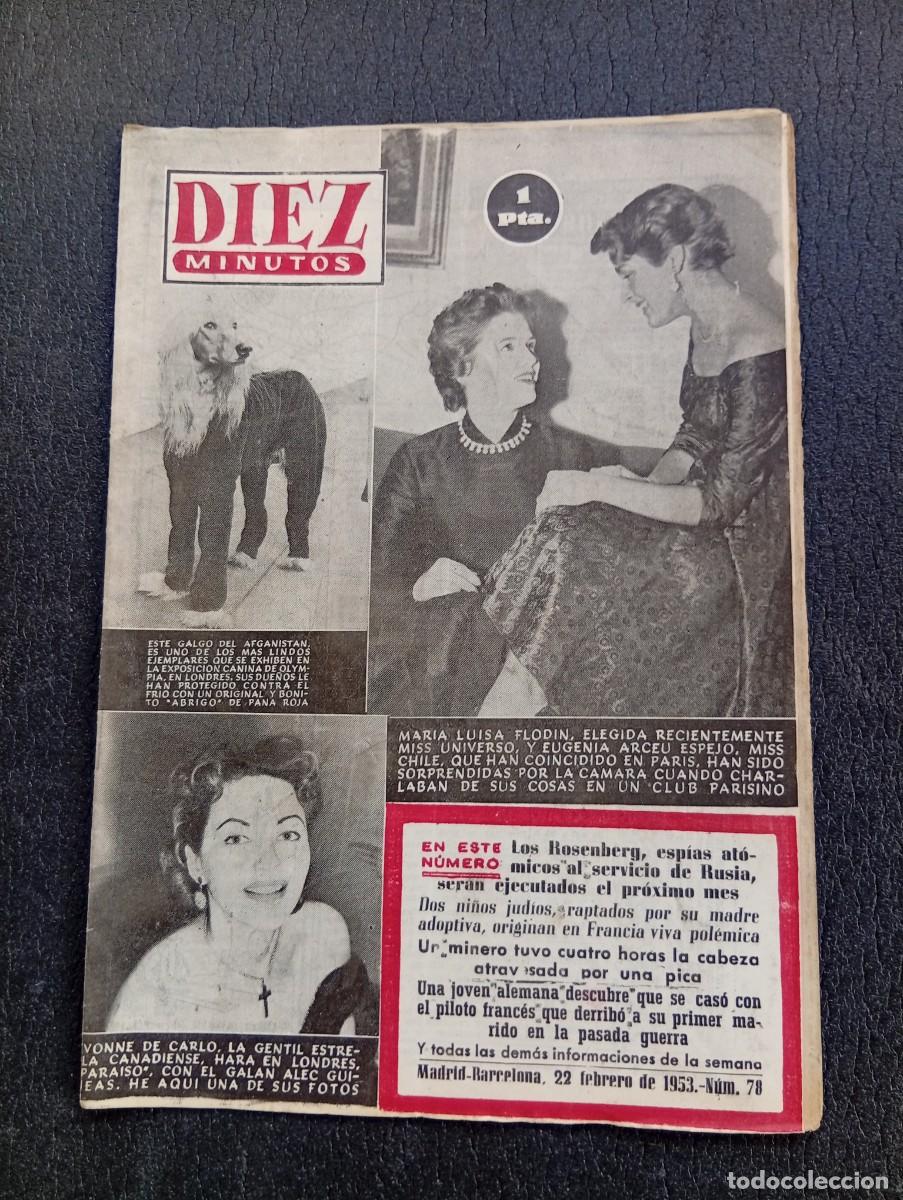 DIEZ
MINUTOS
1
Pta.
ESTE GALGO DEL AFGANISTAN,
ES UNO DE LOS MAS LINDOS
EJEMPLARES QUE SE EXHIBEN EN
LA EXPOSICION CANINA DE OLYM-
PIA, EN LONDRES. SUS DUEÑOS LE
HAN PROTEGIDO CONTRA EL
FRIO CON UN ORIGINAL Y BONI-
TO "ABRIGO" DE PANA ROJA
MARIA LUISA FLODIN, ELEGIDA RECIENTEMENTE
MISS UNIVERSO, Y EUGENIA ARCEU ESPEJO, MISS
CHILE, QUE HAN COINCIDIDO EN PARIS, HAN SIDO
SORPRENDIDAS POR LA CAMARA CUANDO CHAR-
LABAN DE SUS COSAS EN UN CLUB PARISINO
YVONNE DE CARLO, LA GENTIL ESTRE-
LLA CANADIENSE, HARA EN LONDRES,
PARAISO", CON EL GALAN ALEC GUI-
EAS. HE AQUI UNA DE SUS FOTOS
EN ESTE
NÚMERO:
Los Rosenberg, espías ató-
micos al servicio de Rusia,
serán ejecutados el próximo mes
Dos niños judíos, raptados por su madre
adoptiva, originan en Francia viva polémica
Un minero tuvo cuatro horas la cabeza
atravesada por una pica
Una joven alemana descubre que se casó con
el piloto francés que derribó a su primer ma-
rido en la pasada guerra
Y todas las demás informaciones de la semana
Madrid-Barcelona, 22 febrero de 1953.-Núm. 78
todocoleccion